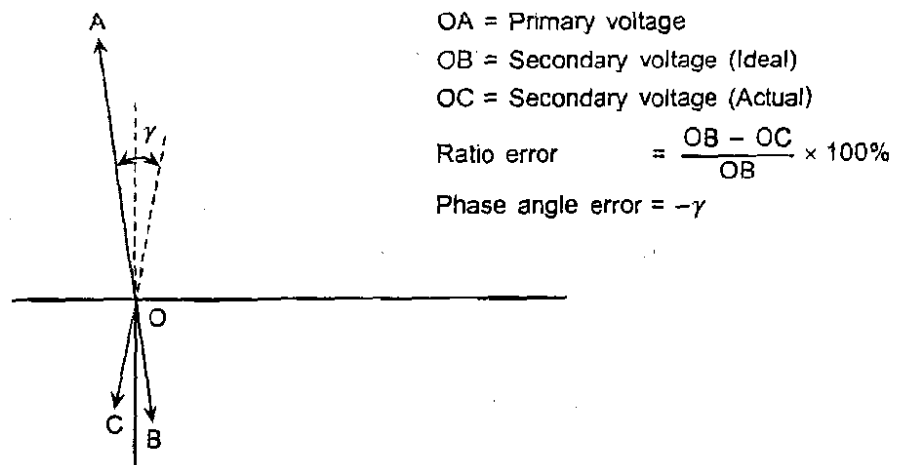 A
γ
O
C
B
OA = Primary voltage
OB = Secondary voltage (Ideal)
OC = Secondary voltage (Actual)
Ratio error = OB − OC / OB × 100%
Phase angle error = −γ